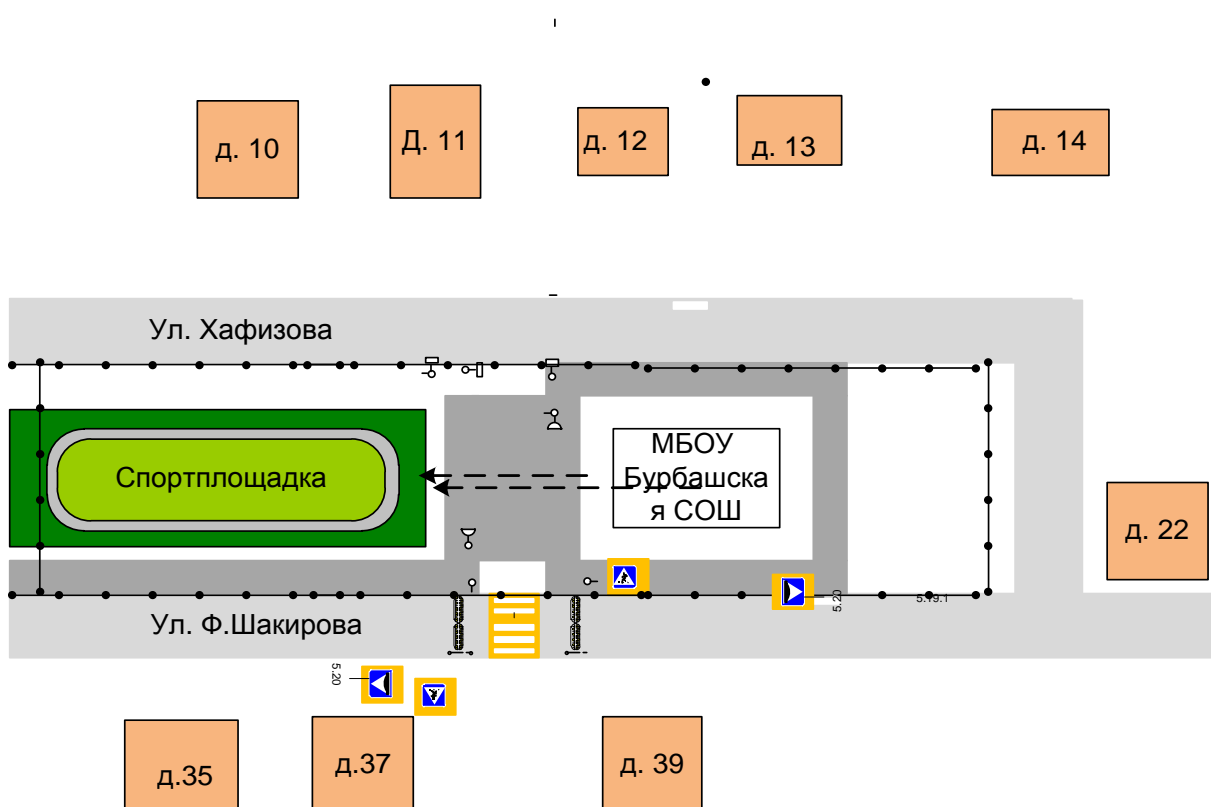 д. 10
Д. 11
д. 12
д. 13
д. 14
Ул. Хафизова
Спортплощадка
МБОУ
Бурбашска
я СОШ
д. 22
5.20
5.19.1
Ул. Ф.Шакирова
5.20
д.35
д.37
д. 39